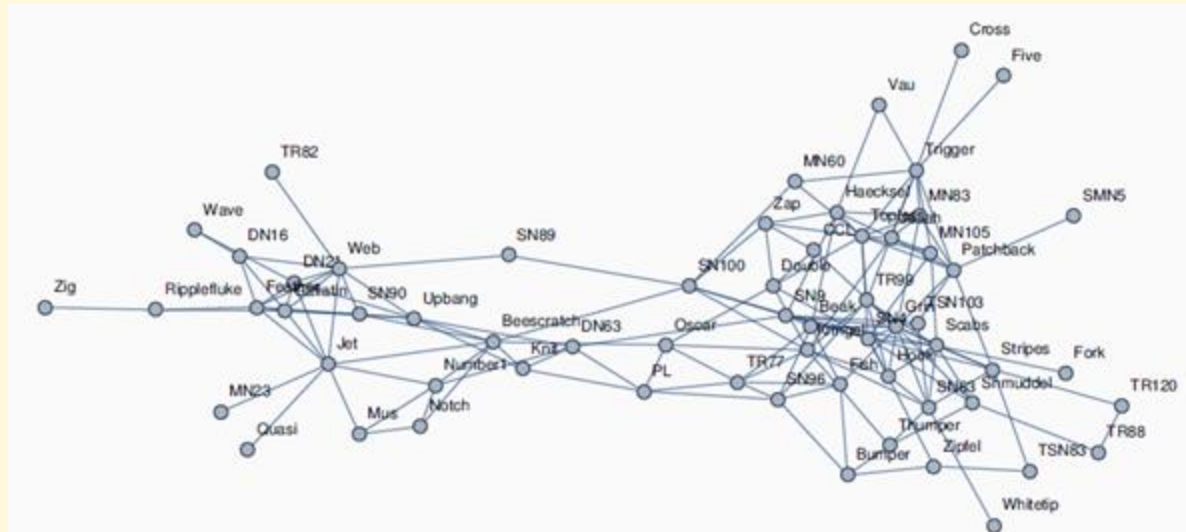 Cross
Five
Vau
Trigger
TR82
MN60
Haecksel
MN83
SMN5
Wave
Zap
DN16
SN89
CCL
MN105
Web
Patchback
DN21
SN100
Double
Zig
Ripplefluke
SN90
Upbang
TR99
SN9
Beak
TSN103
Beescratch
DN63
Oscar
Scabs
Jet
Knit
Number1
PL
TR77
Fish
Stripes
Fork
MN23
Mus
Notch
SN96
SN63
Shmuddel
TR120
Quasi
Thumper
TR88
Bumper
Zipfel
TSN83
Whitetip